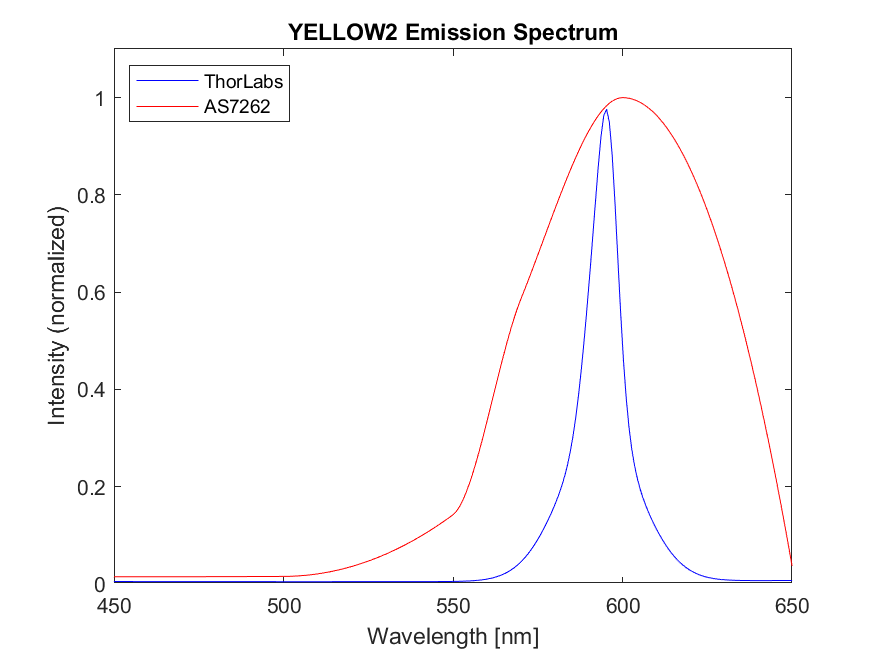 YELLOW2 Emission Spectrum
ThorLabs
AS7262
Intensity (normalized)
1
0.8
0.6
0.4
0.2
0
450 500 550 600 650
Wavelength [nm]